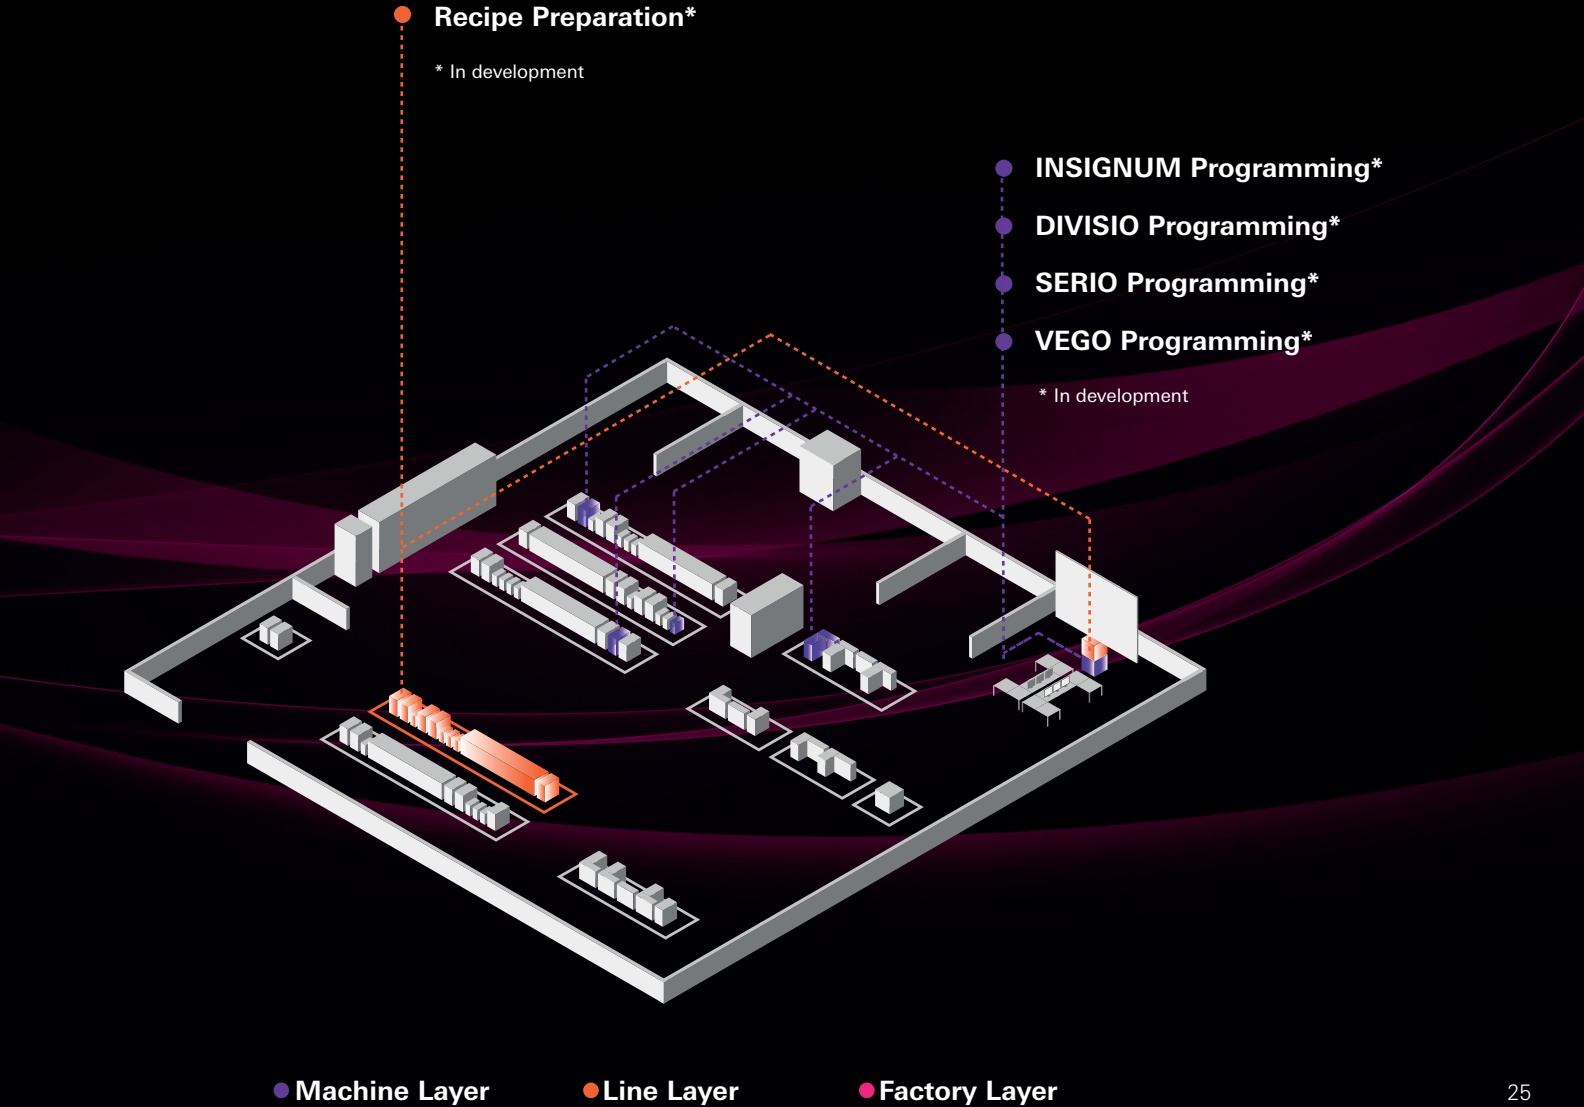 Recipe Preparation*
* In development
INSIGNUM Programming*
DIVISIO Programming*
SERIO Programming*
VEGO Programming*
* In development
Machine Layer
Line Layer
Factory Layer
25